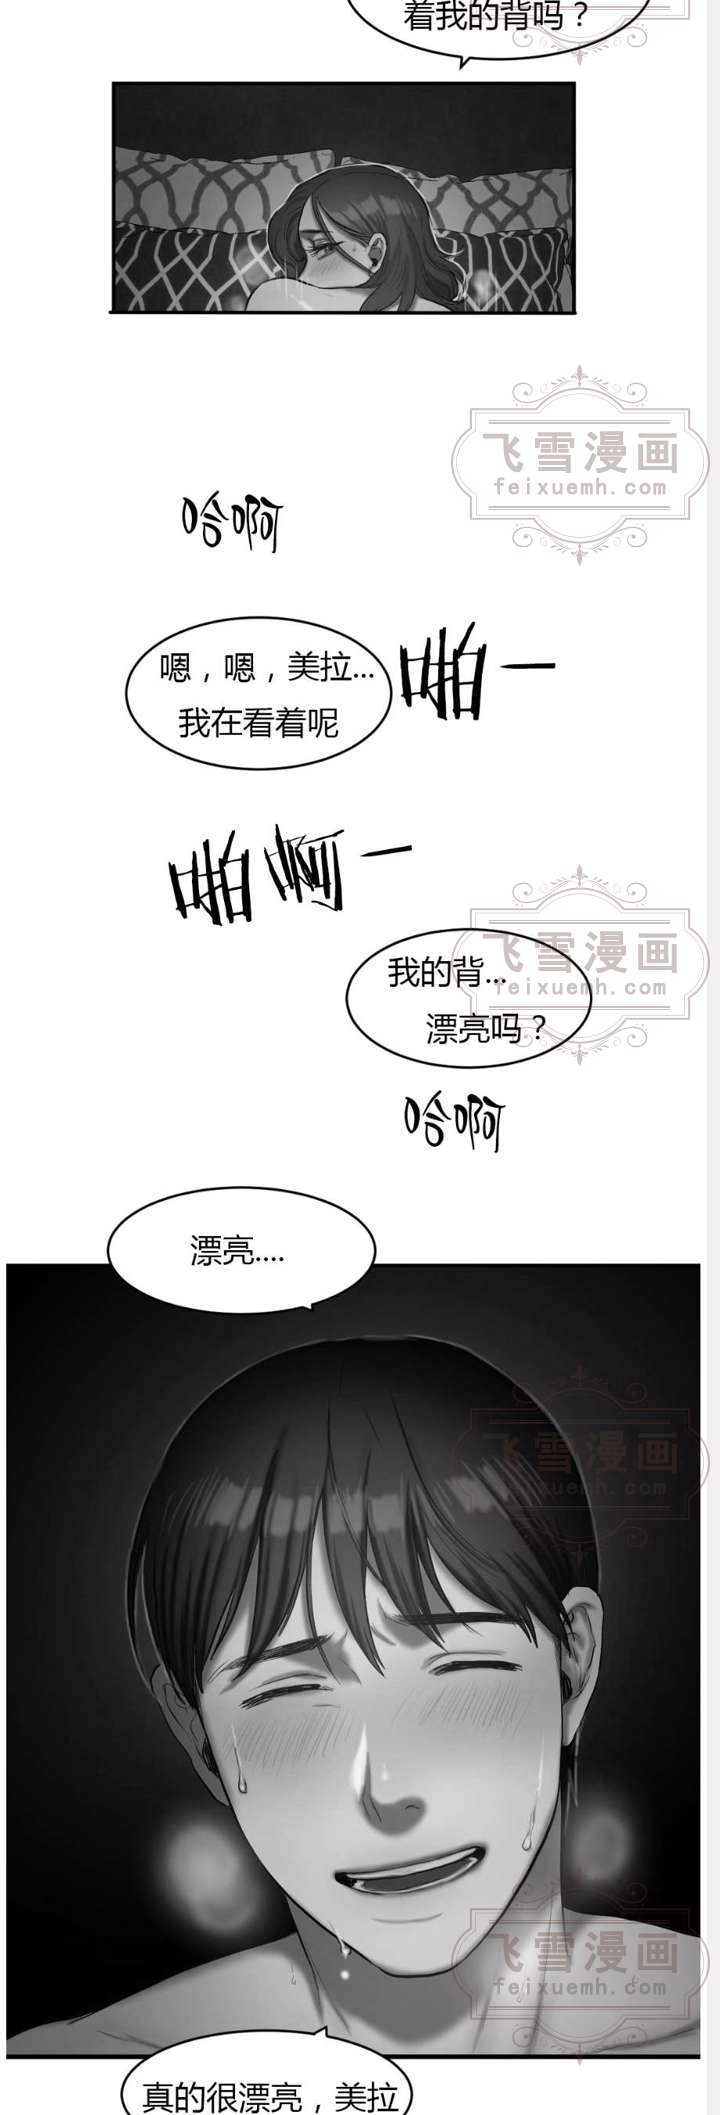 着我的背吗？
飞雪漫画
feixuemh.com
哈啊
嗯，嗯，美拉...
我在看着呢
啪一
啪啊一
飞雪漫画
feixuemh.com
我的背...
漂亮吗？
哈啊
漂亮....
飞雪漫画
feixuemh.com
飞雪漫画
feixuemh.com
真的很漂亮，美拉